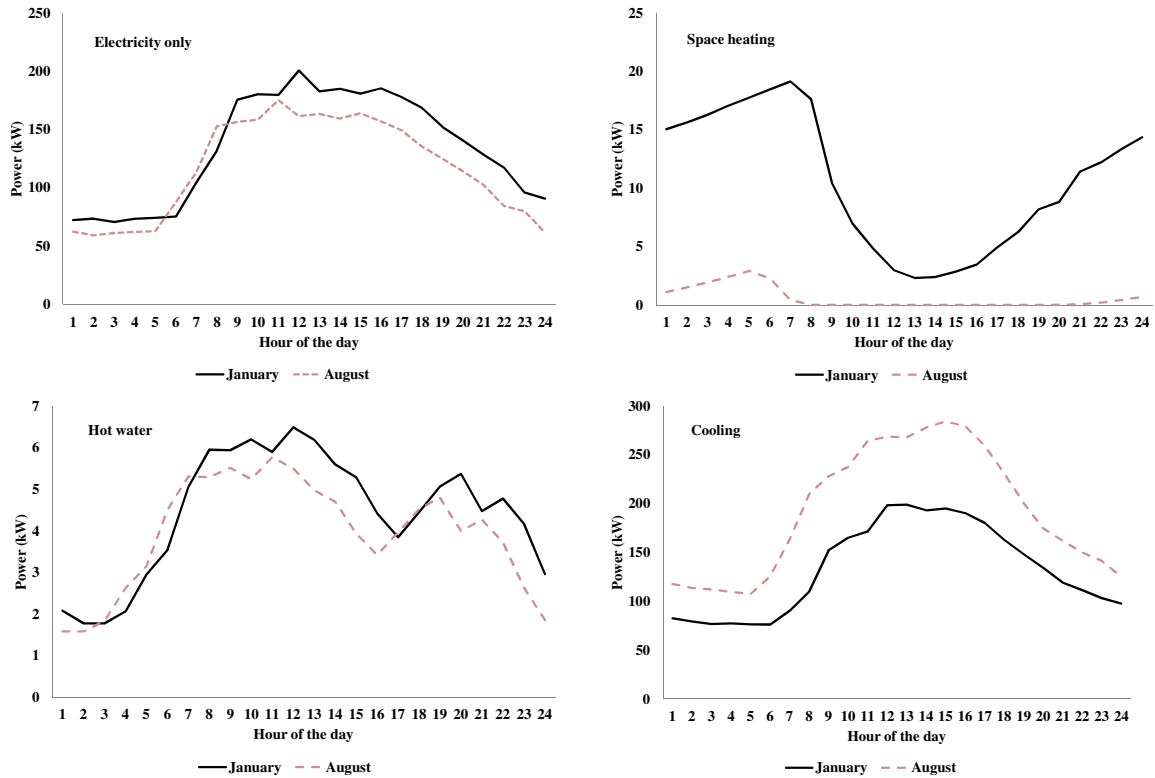 Electricity only
Power (kW)
250
200
150
100
50
0
1 2 3 4 5 6 7 8 9 10 11 12 13 14 15 16 17 18 19 20 21 22 23 24
Hour of the day
January August
Space heating
Power (kW)
25
20
15
10
5
0
1 2 3 4 5 6 7 8 9 10 11 12 13 14 15 16 17 18 19 20 21 22 23 24
Hour of the day
January August
Hot water
Power (kW)
7
6
5
4
3
2
1
0
1 2 3 4 5 6 7 8 9 10 11 12 13 14 15 16 17 18 19 20 21 22 23 24
Hour of the day
January August
Cooling
Power (kW)
300
250
200
150
100
50
0
1 2 3 4 5 6 7 8 9 10 11 12 13 14 15 16 17 18 19 20 21 22 23 24
Hour of the day
January August